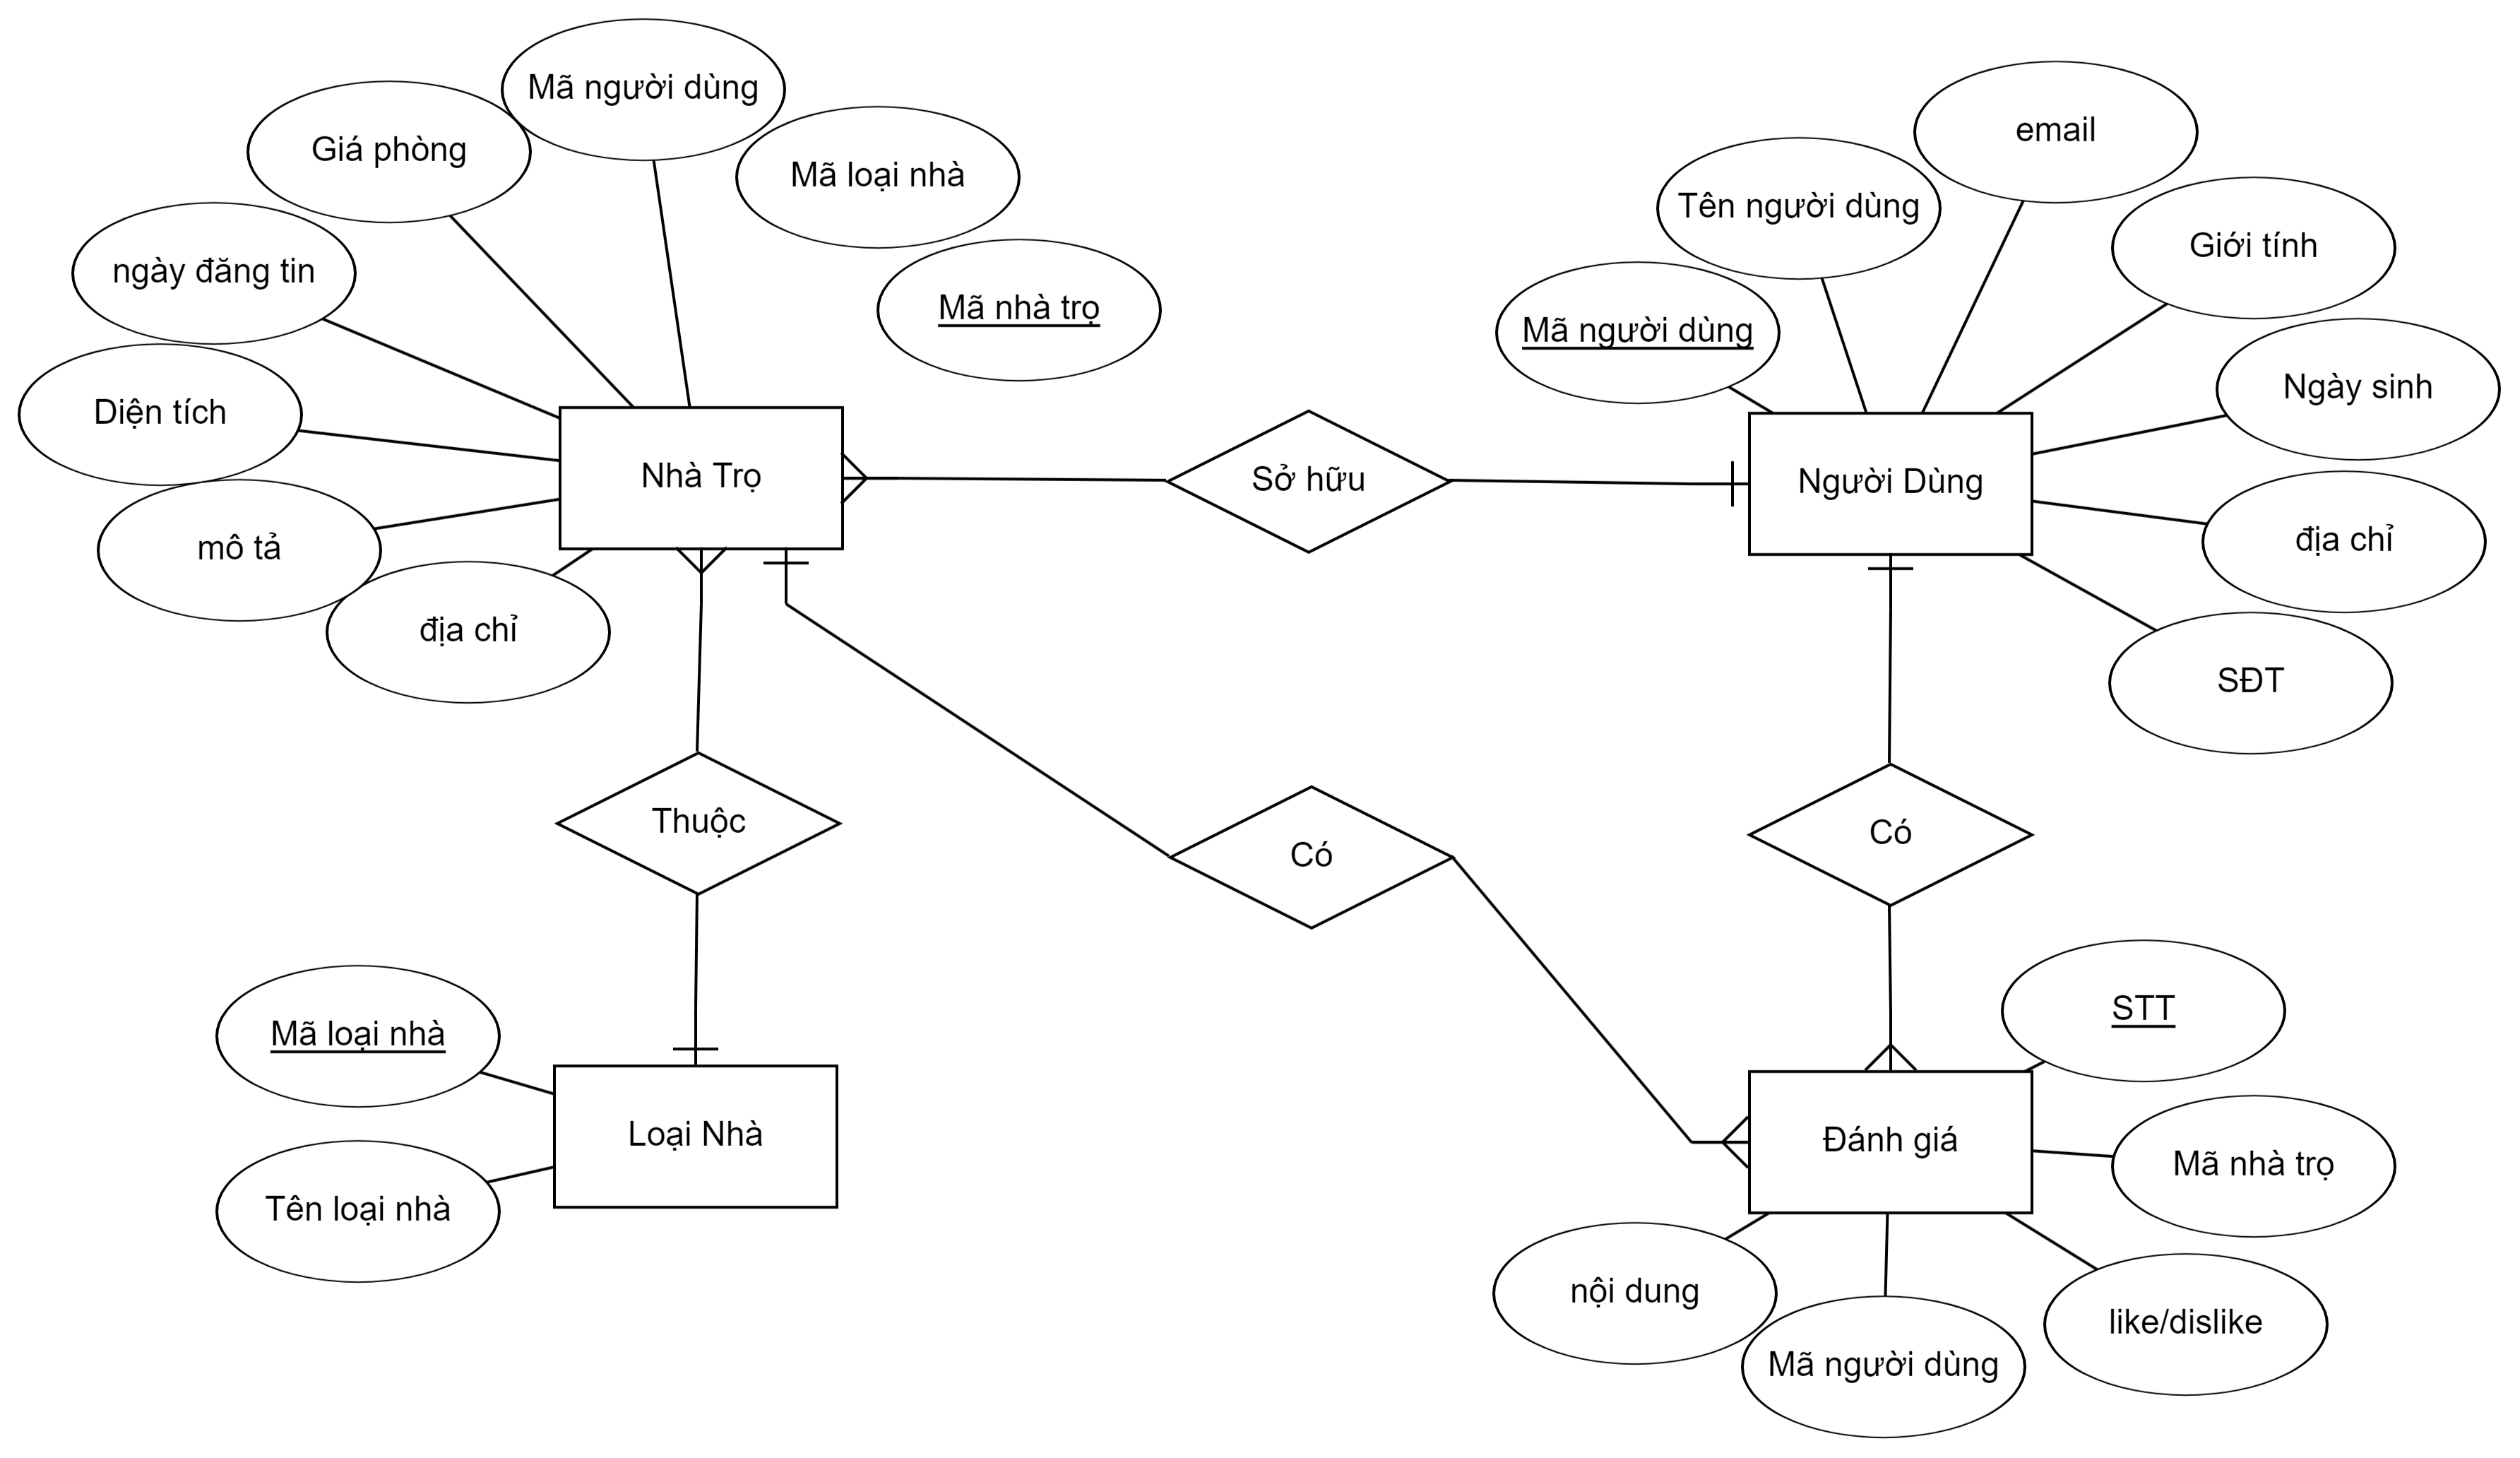 Mã người dùng
Giá phòng
Mã loại nhà
ngày đăng tin
Mã nhà trọ
Diện tích
mô tả
địa chỉ
Nhà Trọ
Sở hữu
email
Tên người dùng
Giới tính
Mã người dùng
Ngày sinh
Người Dùng
địa chỉ
SĐT
Thuộc
Có
Có
Mã loại nhà
Tên loại nhà
Loại Nhà
STT
Đánh giá
Mã nhà trọ
nội dung
like/dislike
Mã người dùng